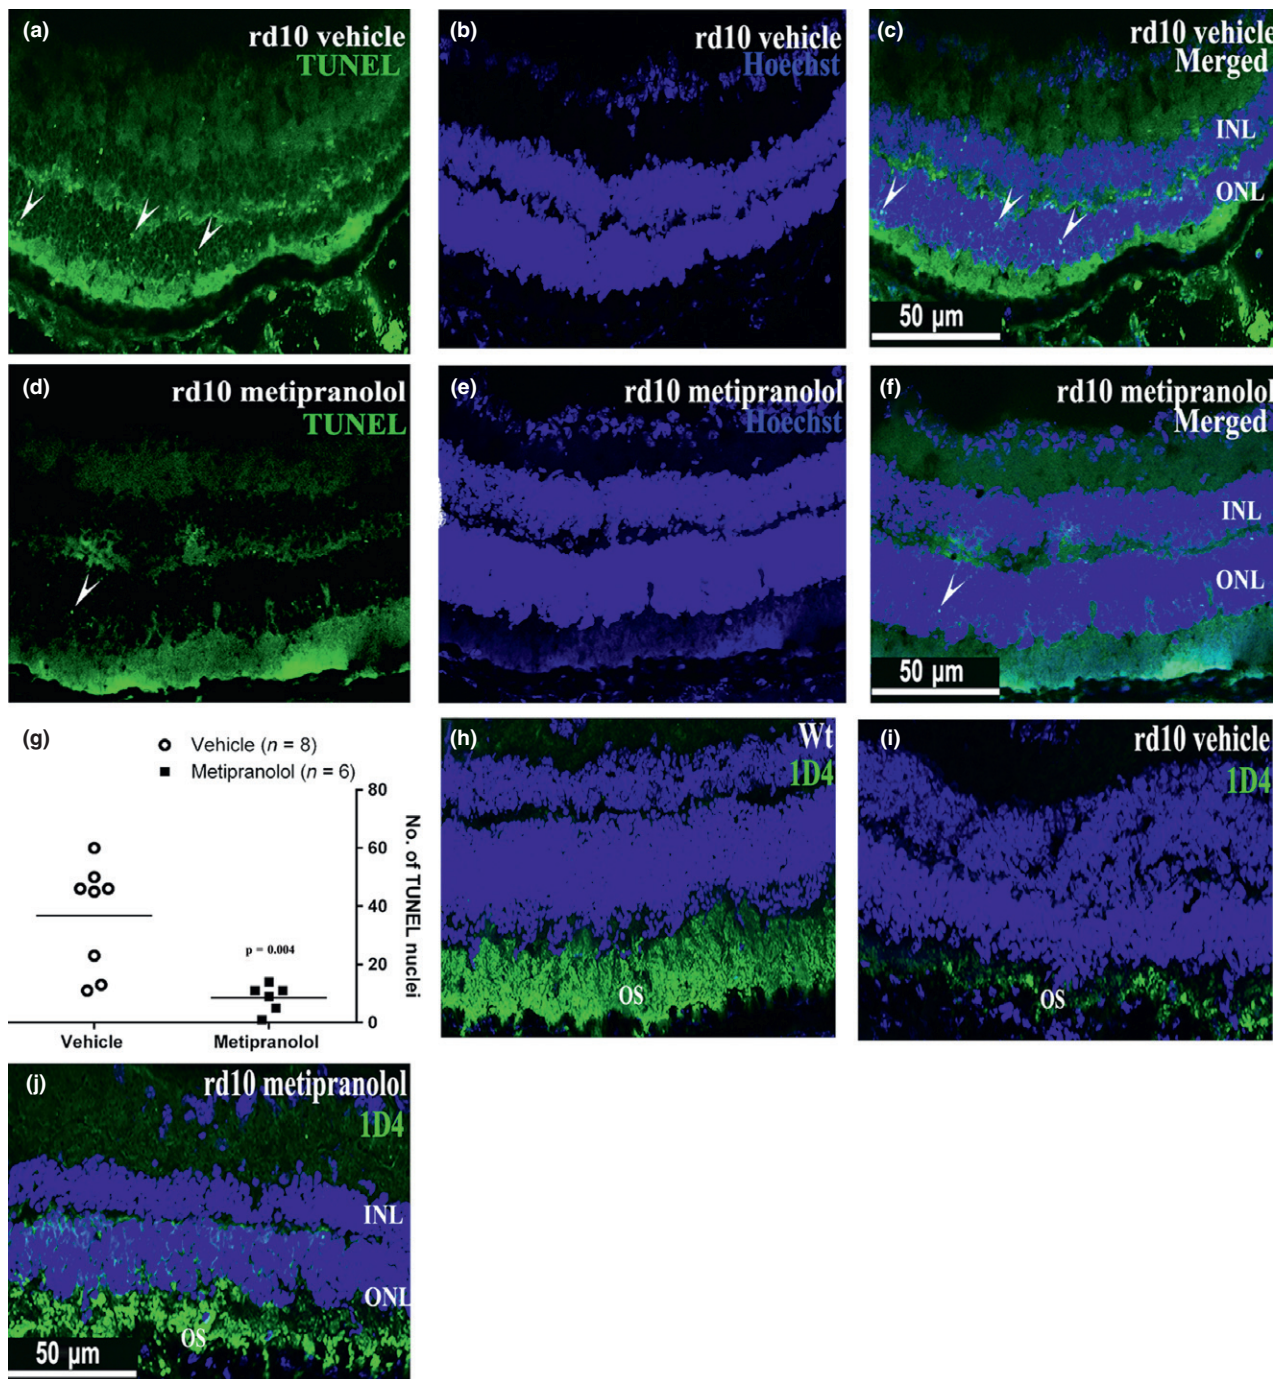 (a)
rd10 vehicle
TUNEL
(b)
rd10 vehicle
Hoechst
(c)
rd10 vehicle
Merged
INL
ONL
50 µm
(d)
rd10 metipranolol
TUNEL
(e)
rd10 metipranolol
Hoechst
(f)
rd10 metipranolol
Merged
INL
ONL
50 µm
(g)
Vehicle (n = 8)
Metipranolol (n = 6)
80
60
40
20
0
No. of TUNEL nuclei
p = 0.004
Vehicle
Metipranolol
(h)
Wt
1D4
OS
(i)
rd10 vehicle
1D4
OS
(j)
rd10 metipranolol
1D4
INL
ONL
OS
50 µm